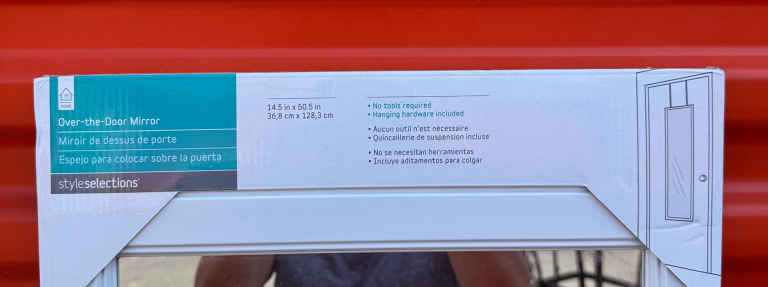 HOME
Over-the-Door Mirror
Miroir de dessus de porte
Espejo para colocar sobre la puerta
styleselections®
14.5 in x 50.5 in
36,8 cm x 128,3 cm
• No tools required
• Hanging hardware included
• Aucun outil n'est nécessaire
• Quincaillerie de suspension incluse
• No se necesitan herramientas
• Incluye aditamentos para colgar